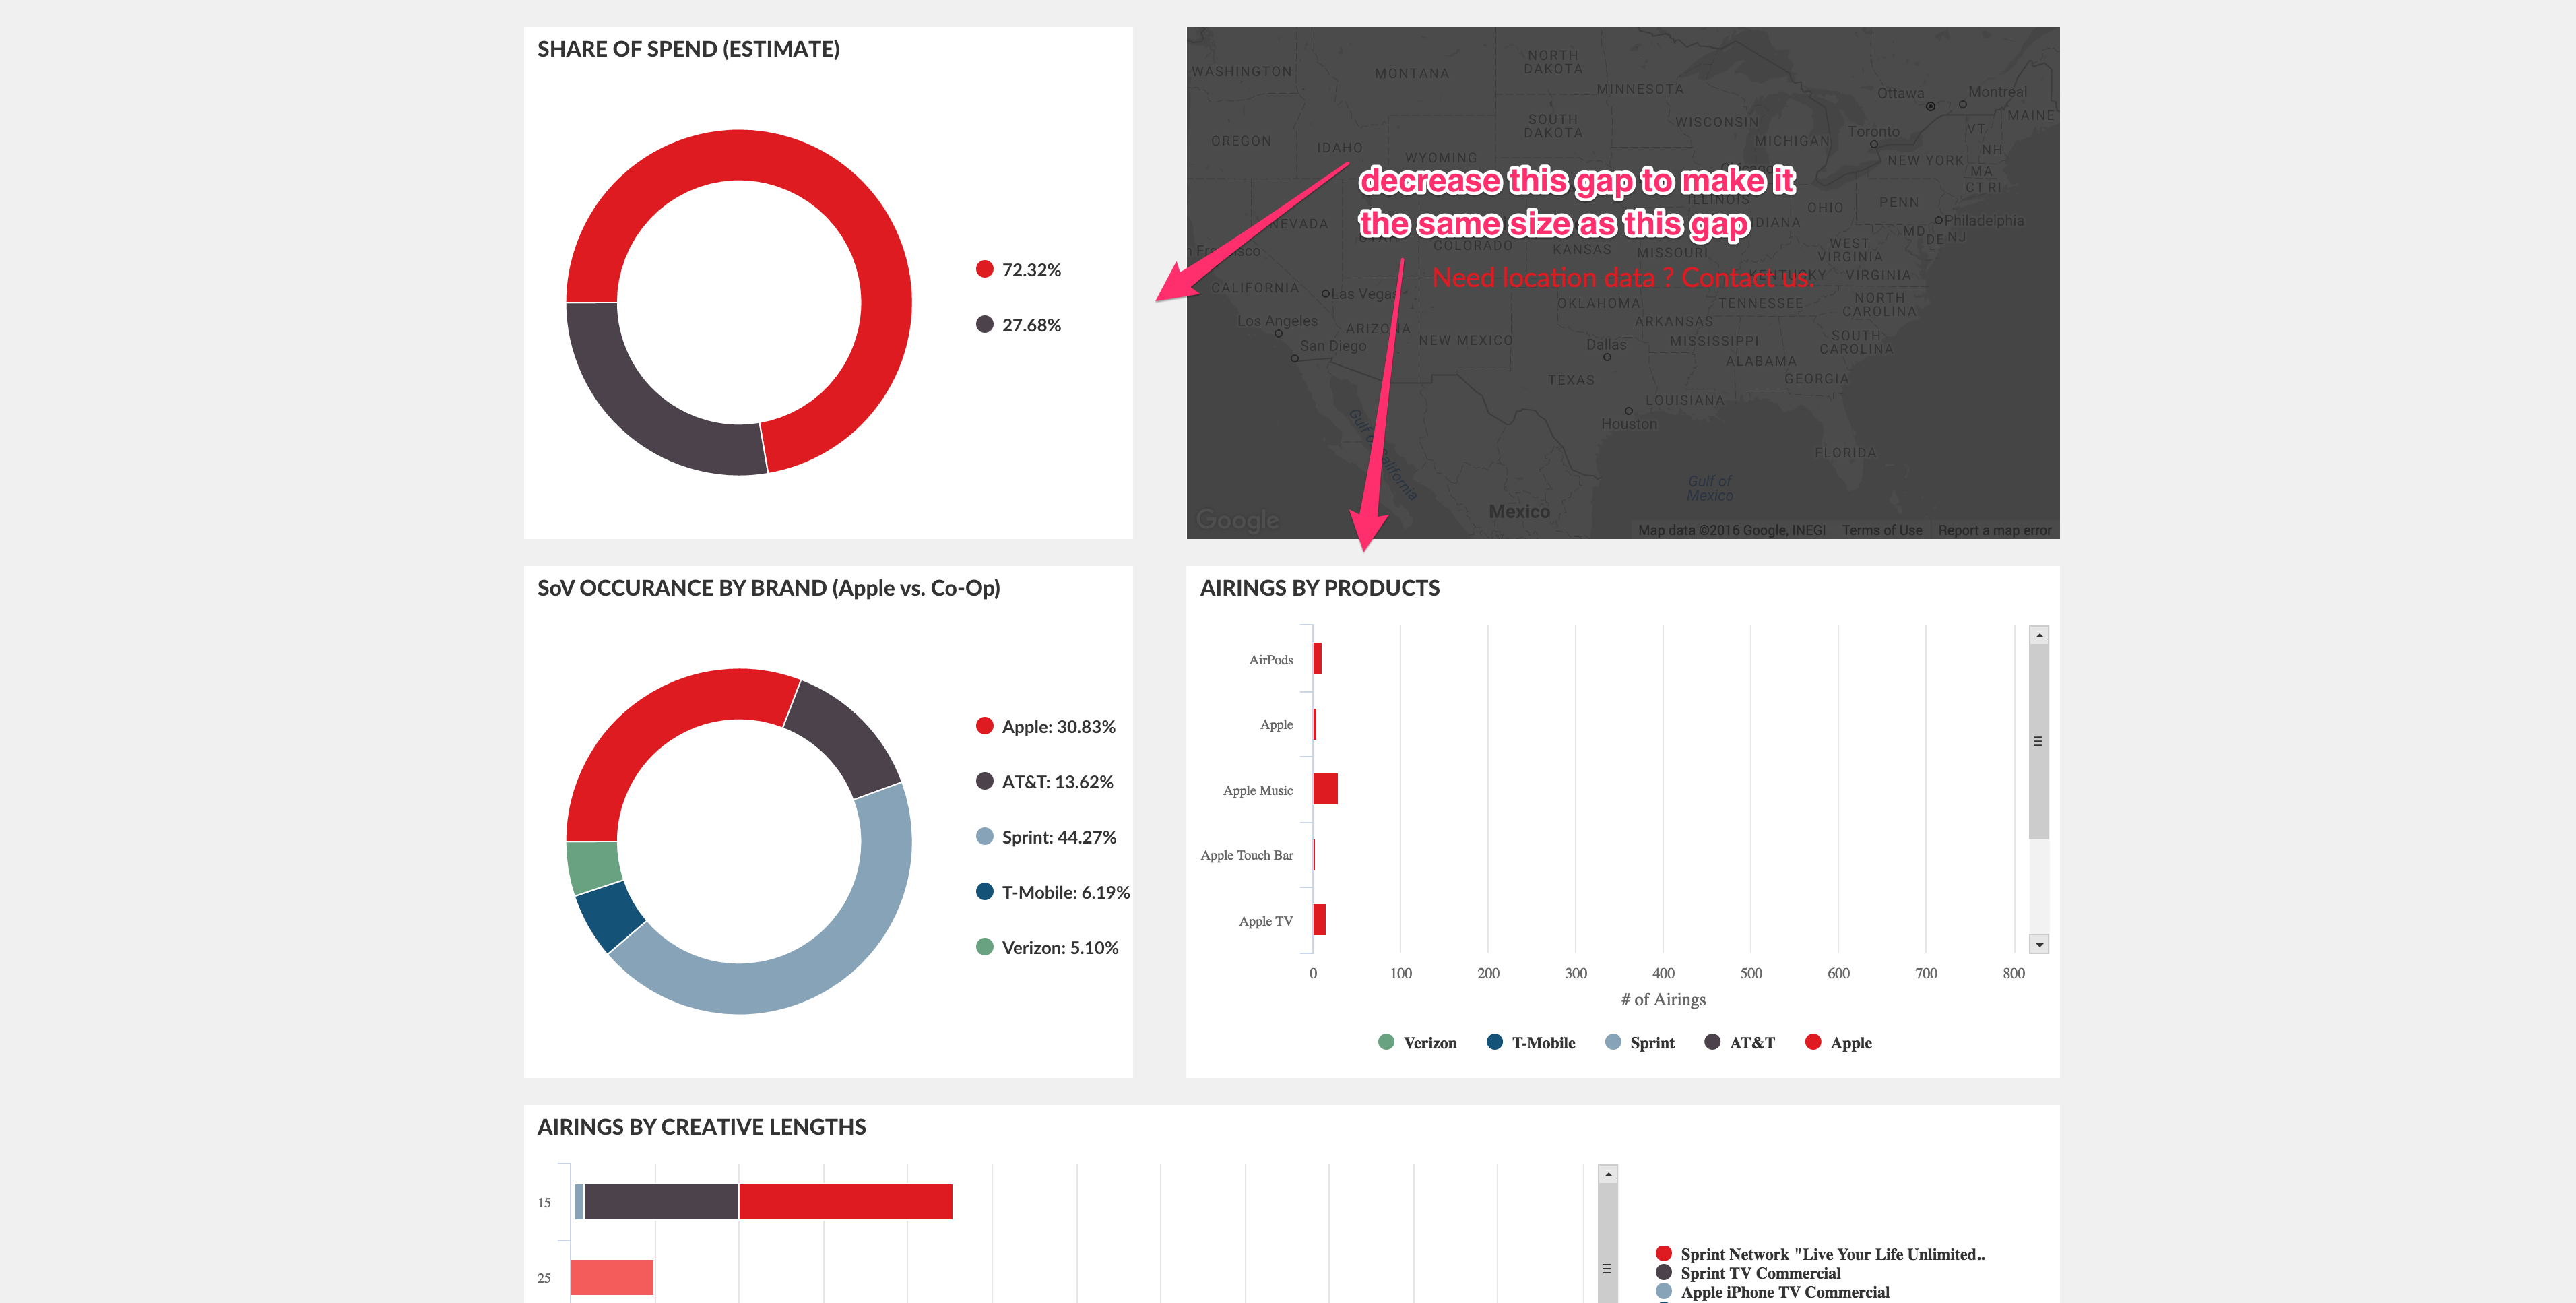 SHARE OF SPEND (ESTIMATE)
72.32%
27.68%
WASHINGTON
MONTANA
NORTH
DAKOTA
MINNESOTA
Ottawa
Montreal
MAINE
OREGON
IDAHO
SOUTH
DAKOTA
WISCONSIN
MICHIGAN
Toronto
VT
NH
WYOMING
NEW YORK
MA
CT RI
decrease this gap to make it
the same size as this gap
ILLINOIS
OHIO
PENN
NEVADA
UTAH
COLORADO
KANSAS
MISSOURI
WEST
VIRGINIA
MD
DE
NJ
Philadelphia
Need location data ? Contact us.
KENTUCKY
VIRGINIA
CALIFORNIA
Las Vegas
OKLAHOMA
TENNESSEE
NORTH
CAROLINA
Los Angeles
ARIZONA
NEW MEXICO
ARKANSAS
MISSISSIPPI
SOUTH
CAROLINA
San Diego
Dallas
ALABAMA
TEXAS
GEORGIA
LOUISIANA
Houston
FLORIDA
Gulf of
California
Gulf of
Mexico
Mexico
Google
Map data ©2016 Google, INEGI
Terms of Use
Report a map error
SoV OCCURANCE BY BRAND (Apple vs. Co-Op)
Apple: 30.83%
AT&T: 13.62%
Sprint: 44.27%
T-Mobile: 6.19%
Verizon: 5.10%
AIRINGS BY PRODUCTS
AirPods
Apple
Apple Music
Apple Touch Bar
Apple TV
0 100 200 300 400 500 600 700 800
# of Airings
Verizon T-Mobile Sprint AT&T Apple
AIRINGS BY CREATIVE LENGTHS
15
25
Sprint Network "Live Your Life Unlimited..
Sprint TV Commercial
Apple iPhone TV Commercial